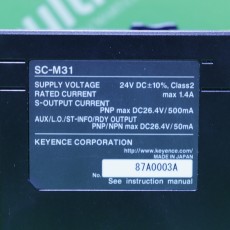 SC-M31
SUPPLY VOLTAGE 24V DC±10%, Class2
RATED CURRENT max 1.4A
S-OUTPUT CURRENT
PNP max DC26.4V/500mA
AUX/L.O./ST-INFO/RDY OUTPUT
PNP/NPN max DC26.4V/50mA
KEYENCE CORPORATION http://www.keyence.com/
MADE IN JAPAN
No. 87A0003A
See instruction manual